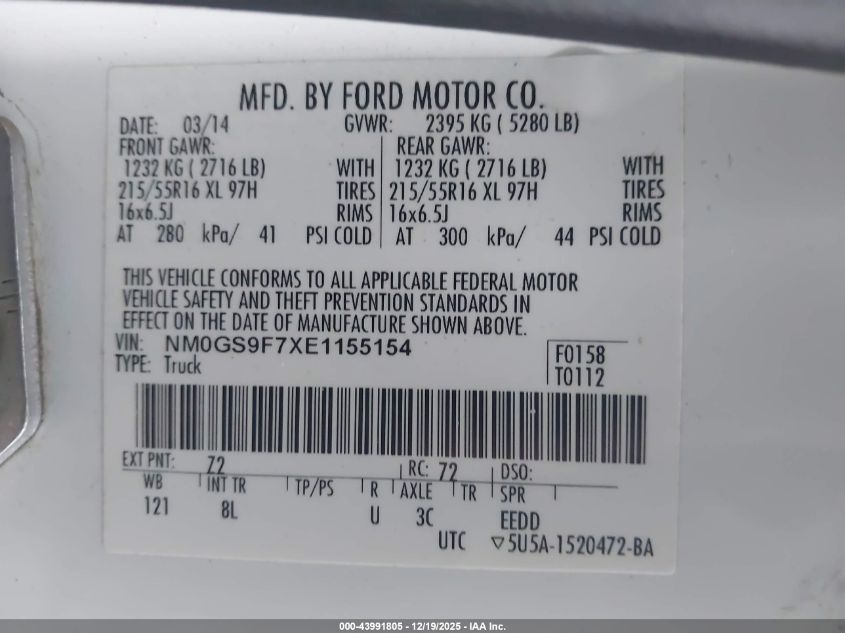 MFD. BY FORD MOTOR CO.
DATE: 03/14 GVWR: 2395 KG ( 5280 LB)
FRONT GAWR: REAR GAWR:
1232 KG ( 2716 LB) WITH 1232 KG ( 2716 LB) WITH
215/55R16 XL 97H TIRES 215/55R16 XL 97H TIRES
16x6.5J RIMS 16x6.5J RIMS
AT 280 kPa/ 41 PSI COLD AT 300 kPa/ 44 PSI COLD
THIS VEHICLE CONFORMS TO ALL APPLICABLE FEDERAL MOTOR
VEHICLE SAFETY AND THEFT PREVENTION STANDARDS IN
EFFECT ON THE DATE OF MANUFACTURE SHOWN ABOVE.
VIN: NM0GS9F7XE1155154 F0158
TYPE: Truck T0112
EXT PNT: 72 RC: 72 DSO:
WB INT TR TP/PS R AXLE TR SPR
121 8L U 3C EEDD
UTC ▽5U5A-1520472-BA
000-43991805 - 12/19/2025 - IAA Inc.